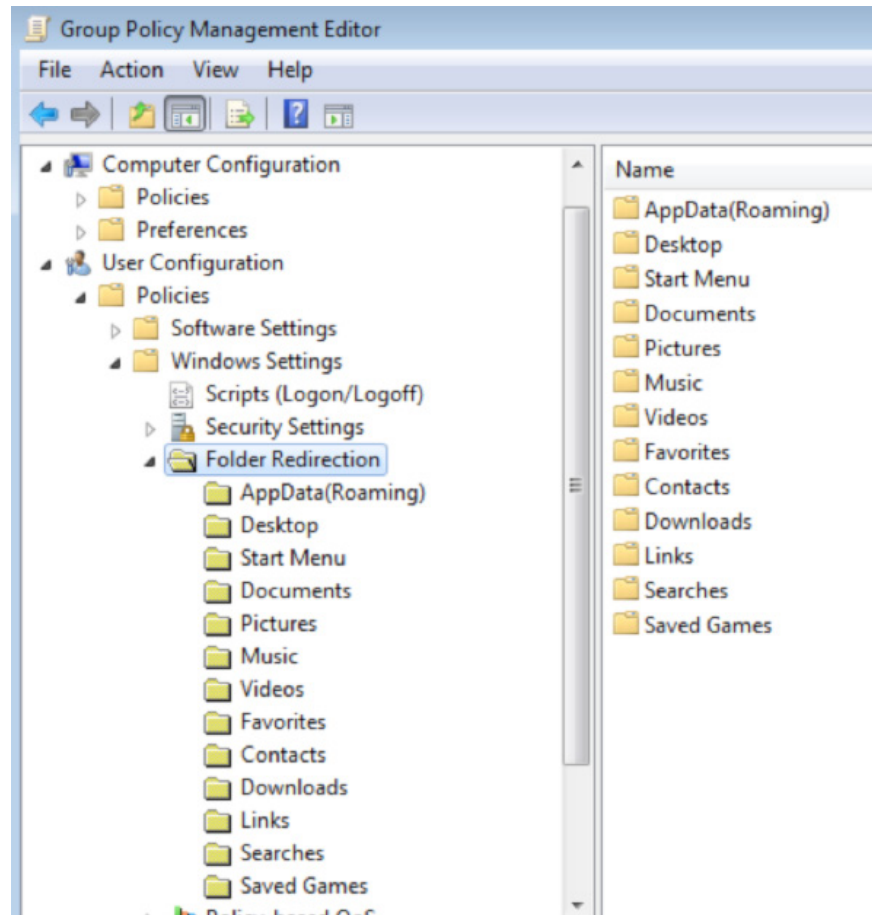 Group Policy Management Editor
File Action View Help
Computer Configuration
Policies
Preferences
User Configuration
Policies
Software Settings
Windows Settings
Scripts (Logon/Logoff)
Security Settings
Folder Redirection
AppData(Roaming)
Desktop
Start Menu
Documents
Pictures
Music
Videos
Favorites
Contacts
Downloads
Links
Searches
Saved Games
Policy-based QoS
Name
AppData(Roaming)
Desktop
Start Menu
Documents
Pictures
Music
Videos
Favorites
Contacts
Downloads
Links
Searches
Saved Games